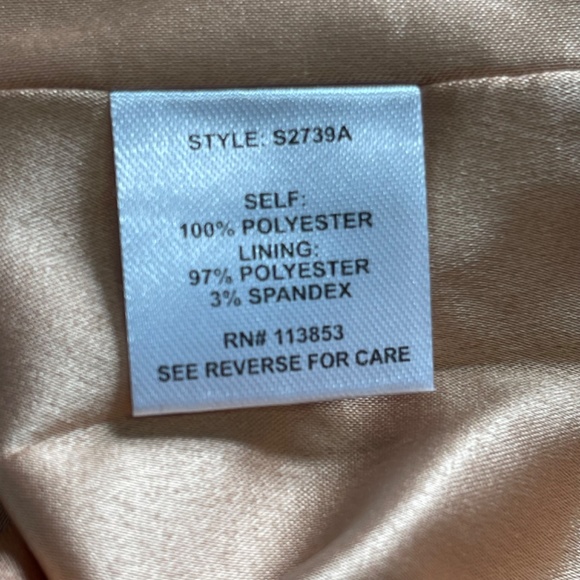 STYLE: S2739A
SELF:
100% POLYESTER
LINING:
97% POLYESTER
3% SPANDEX
RN# 113853
SEE REVERSE FOR CARE